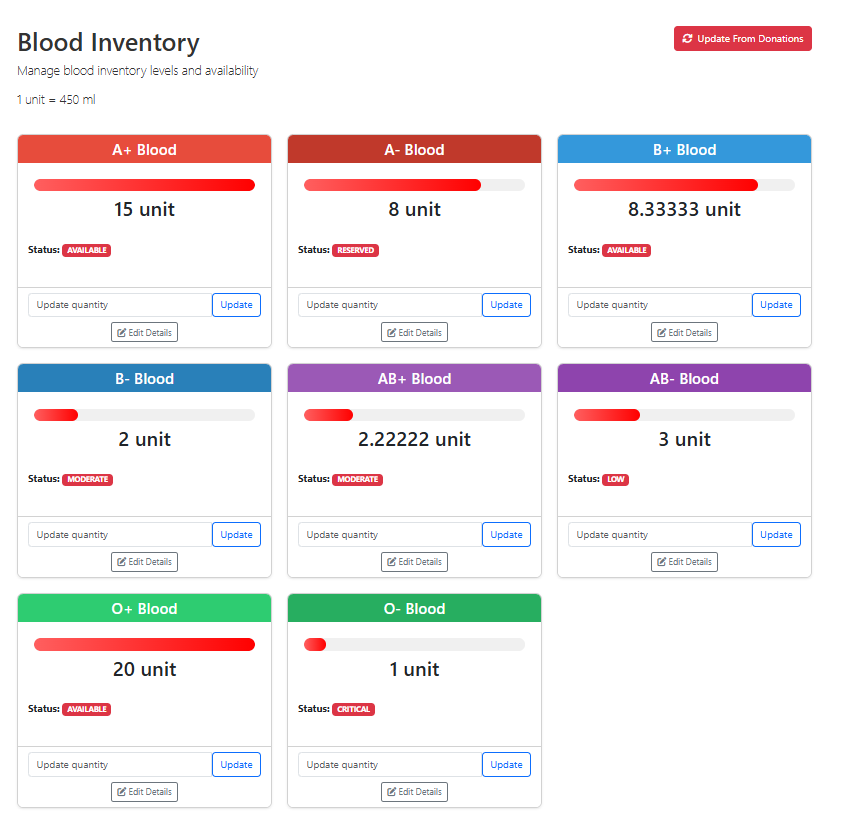 Blood Inventory
Update From Donations
Manage blood inventory levels and availability
1 unit = 450 ml
A+ Blood
15 unit
Status: AVAILABLE
Update quantity Update
Edit Details
A- Blood
8 unit
Status: RESERVED
Update quantity Update
Edit Details
B+ Blood
8.33333 unit
Status: AVAILABLE
Update quantity Update
Edit Details
B- Blood
2 unit
Status: MODERATE
Update quantity Update
Edit Details
AB+ Blood
2.22222 unit
Status: MODERATE
Update quantity Update
Edit Details
AB- Blood
3 unit
Status: LOW
Update quantity Update
Edit Details
O+ Blood
20 unit
Status: AVAILABLE
Update quantity Update
Edit Details
O- Blood
1 unit
Status: CRITICAL
Update quantity Update
Edit Details